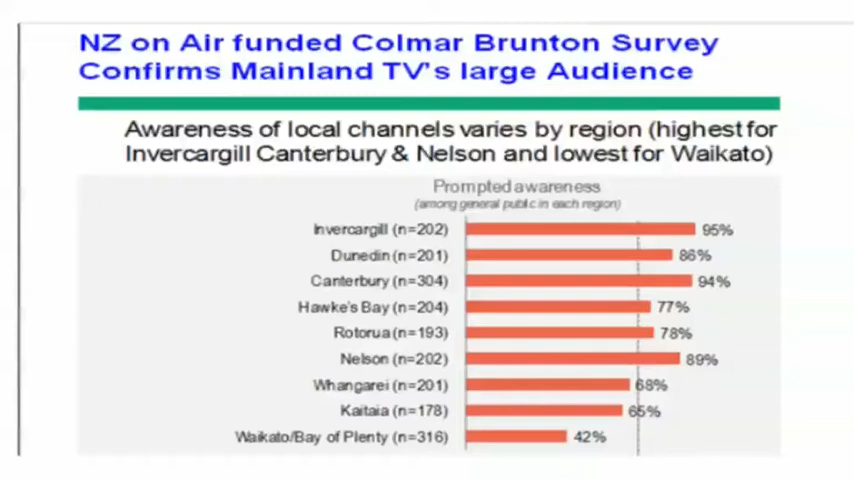 NZ on Air funded Colmar Brunton Survey
Confirms Mainland TV's large Audience
Awareness of local channels varies by region (highest for
Invercargill Canterbury & Nelson and lowest for Waikato)
Prompted awareness
(among general public in each region)
Invercargill (n=202) 95%
Dunedin (n=201) 86%
Canterbury (n=304) 94%
Hawke's Bay (n=204) 77%
Rotorua (n=193) 78%
Nelson (n=202) 89%
Whangarei (n=201) 68%
Kaitaia (n=178) 65%
Waikato/Bay of Plenty (n=316) 42%